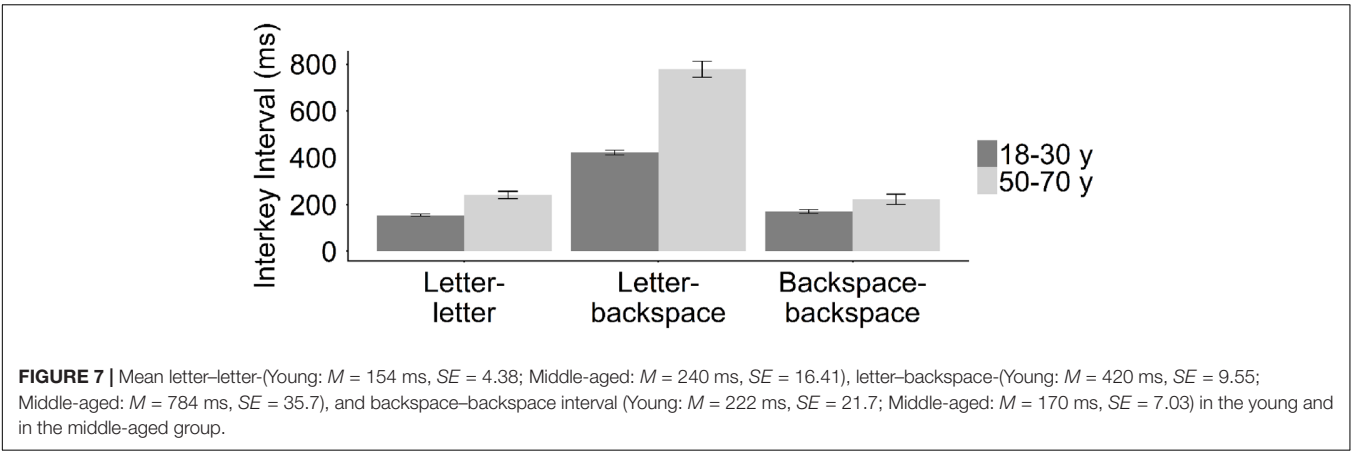 Interkey Interval (ms)
800
600
400
200
0
Letter-
letter
Letter-
backspace
Backspace-
backspace
18-30 y
50-70 y
FIGURE 7 | Mean letter–letter-(Young: M = 154 ms, SE = 4.38; Middle-aged: M = 240 ms, SE = 16.41), letter–backspace-(Young: M = 420 ms, SE = 9.55;
Middle-aged: M = 784 ms, SE = 35.7), and backspace–backspace interval (Young: M = 222 ms, SE = 21.7; Middle-aged: M = 170 ms, SE = 7.03) in the young and
in the middle-aged group.